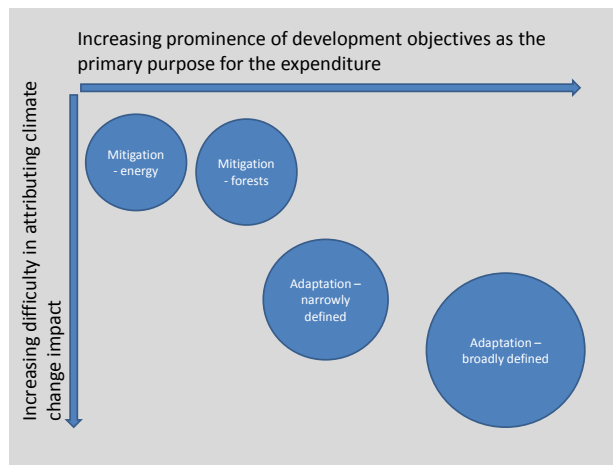 Increasing prominence of development objectives as the
primary purpose for the expenditure
Increasing difficulty in attributing climate
change impact
Mitigation
- energy
Mitigation
- forests
Adaptation –
narrowly
defined
Adaptation –
broadly defined